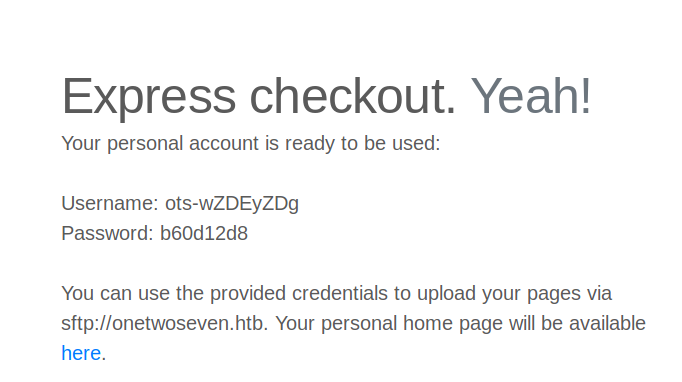 Express checkout. Yeah!
Your personal account is ready to be used:
Username: ots-wZDEyZDg
Password: b60d12d8
You can use the provided credentials to upload your pages via
sftp://onetwoseven.htb. Your personal home page will be available
here.